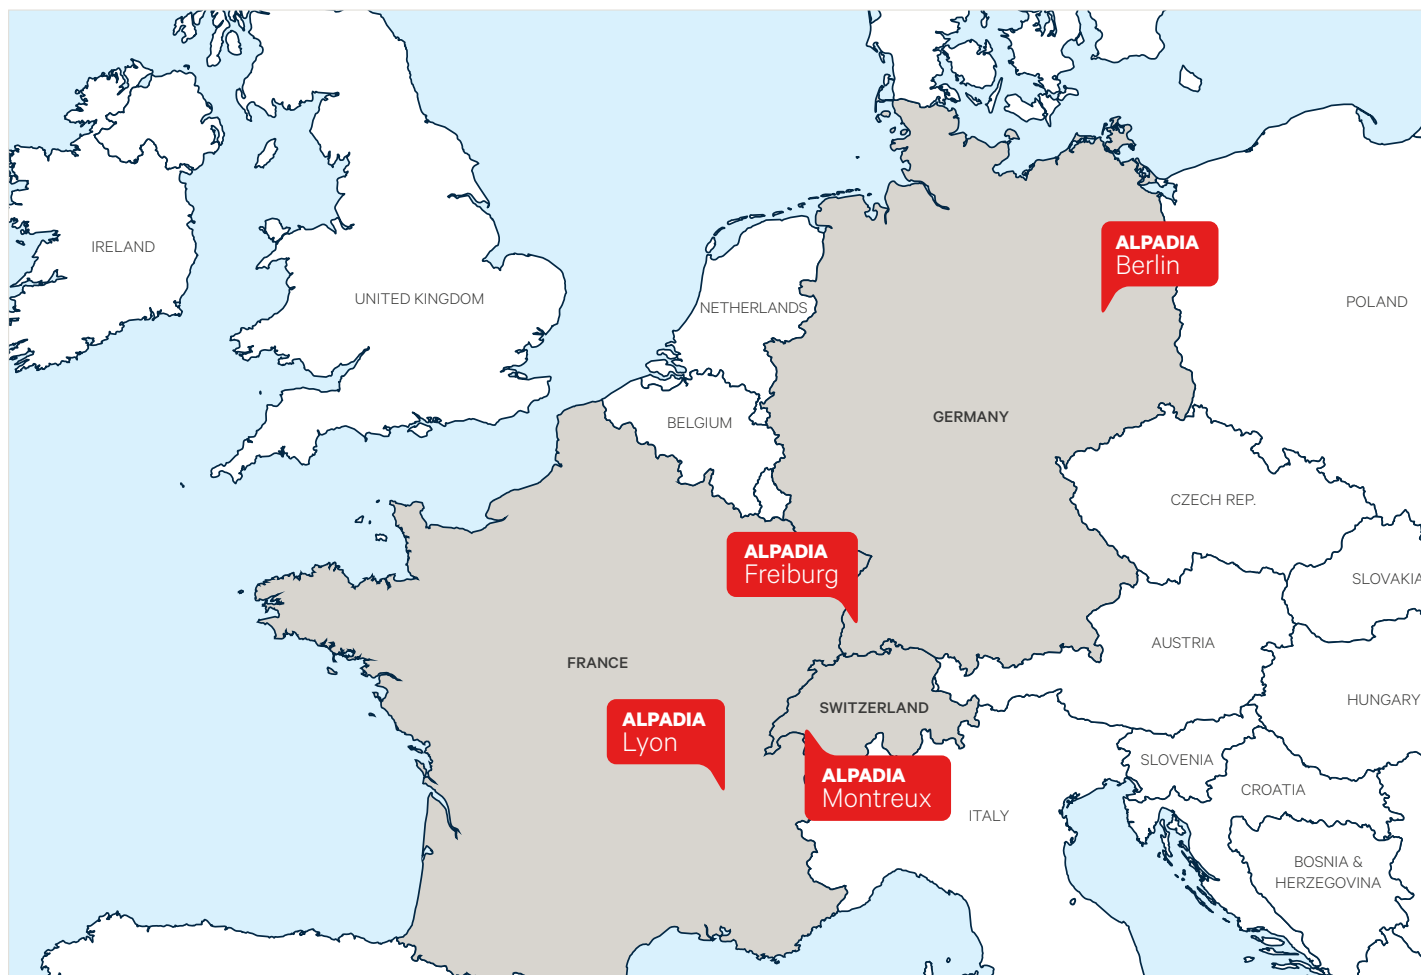 ALPADIA
Berlin
IRELAND
UNITED KINGDOM
NETHERLANDS
POLAND
BELGIUM
GERMANY
CZECH REP.
ALPADIA
Freiburg
SLOVAKIA
AUSTRIA
FRANCE
SWITZERLAND
HUNGARY
ALPADIA
Lyon
SLOVENIA
ALPADIA
Montreux
CROATIA
ITALY
BOSNIA &
HERZEGOVINA